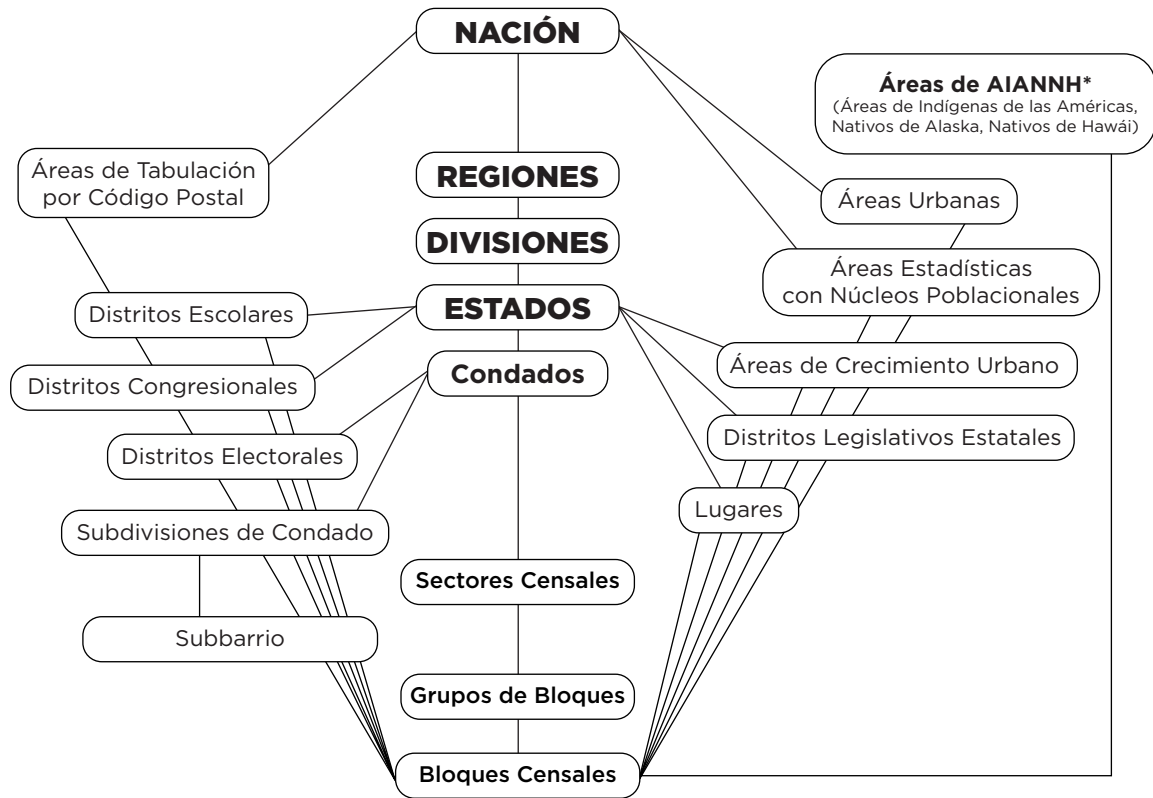 NACIÓN
Áreas de AIANNH*
(Áreas de Indígenas de las Américas,
Nativos de Alaska, Nativos de Hawái)
Áreas de Tabulación
por Código Postal
REGIONES
Áreas Urbanas
DIVISIONES
Áreas Estadísticas
con Núcleos Poblacionales
Distritos Escolares
ESTADOS
Áreas de Crecimiento Urbano
Distritos Congresionales
Condados
Distritos Legislativos Estatales
Distritos Electorales
Lugares
Subdivisiones de Condado
Sectores Censales
Subbarrio
Grupos de Bloques
Bloques Censales